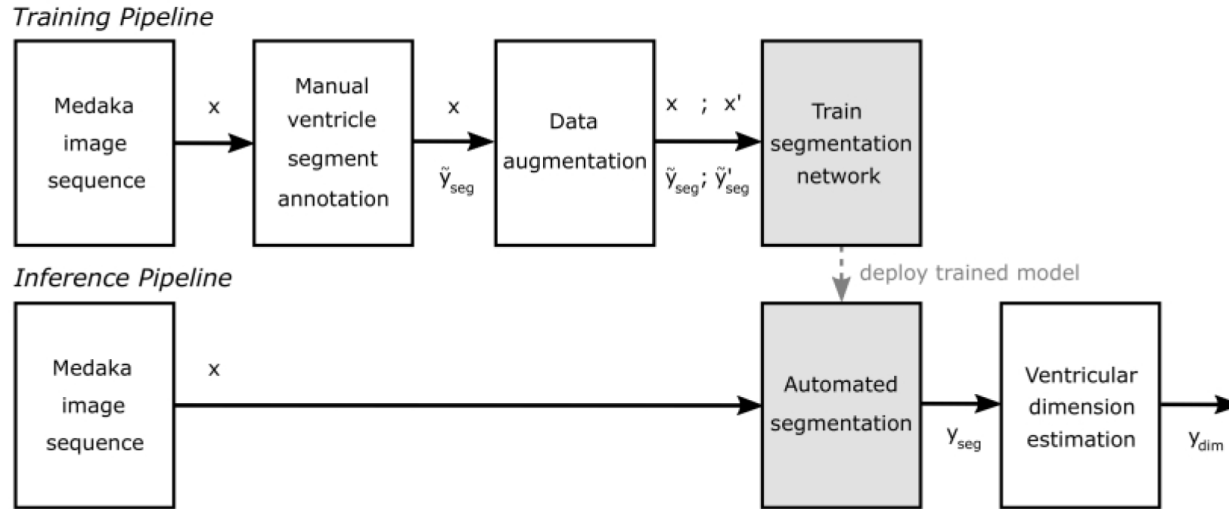 Training Pipeline
Medaka
image
sequence
x
Manual
ventricle
segment
annotation
x
ỹseg
Data
augmentation
x ; x'
ỹseg; ỹ'seg
Train
segmentation
network
deploy trained model
Inference Pipeline
Medaka
image
sequence
x
Automated
segmentation
yseg
Ventricular
dimension
estimation
ydim